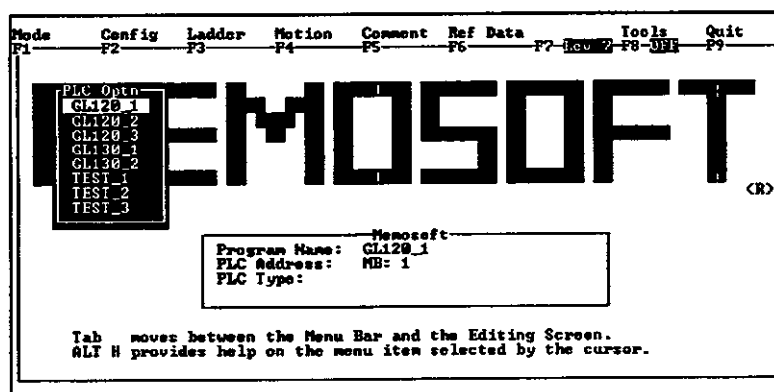 Mode Config Ladder Motion Comment Ref Data Tools Quit
F1 F2 F3 F4 F5 F6 F7 Lev ? F8 OFF F9
MEMOSOFT
<R>
PLC Optn
GL120_1
GL120_2
GL120_3
GL130_1
GL130_2
TEST_1
TEST_2
TEST_3
Memosoft
Program Name: GL120_1
PLC Address: MB: 1
PLC Type:
Tab moves between the Menu Bar and the Editing Screen.
ALT H provides help on the menu item selected by the cursor.